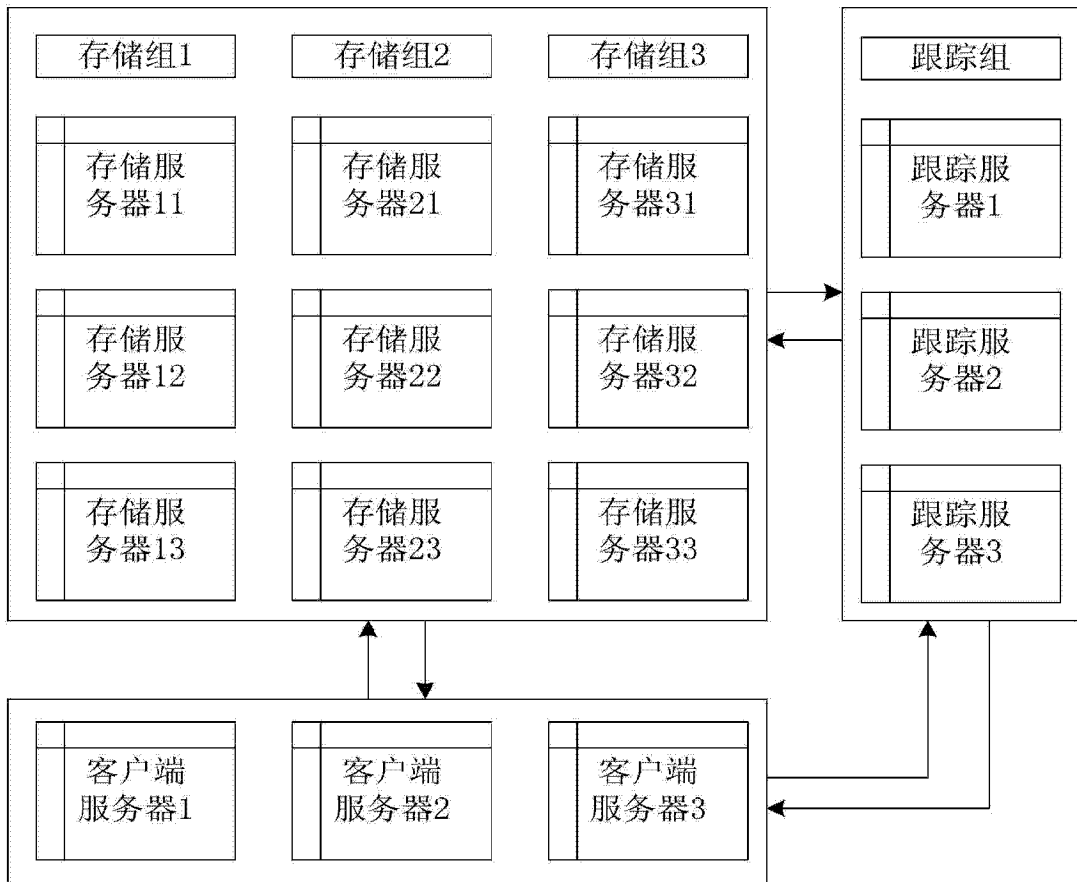 存储组1
存储组2
存储组3
跟踪组
存储服
务器11
存储服
务器21
存储服
务器31
跟踪服
务器1
存储服
务器12
存储服
务器22
存储服
务器32
跟踪服
务器2
存储服
务器13
存储服
务器23
存储服
务器33
跟踪服
务器3
客户端
服务器1
客户端
服务器2
客户端
服务器3